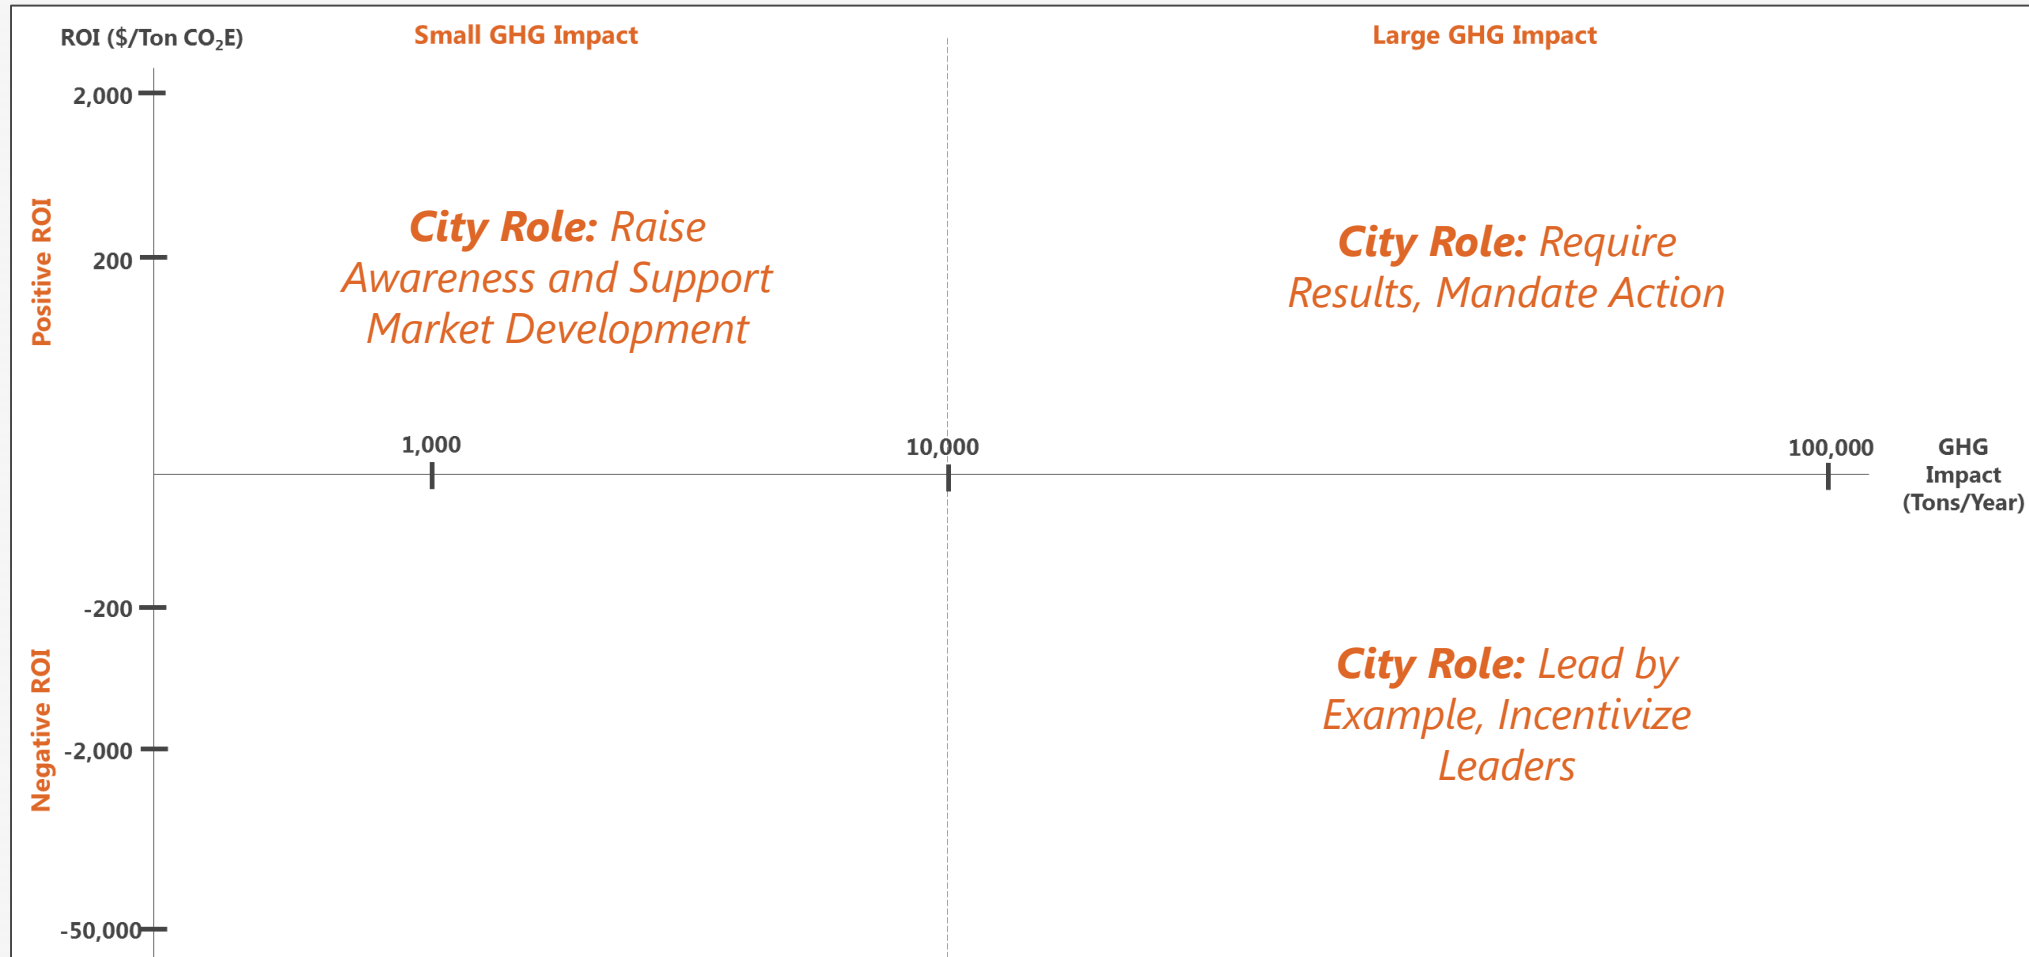 ROI ($/Ton CO₂E)
Small GHG Impact
Large GHG Impact
2,000
200
Positive ROI
City Role: Raise
Awareness and Support
Market Development
City Role: Require
Results, Mandate Action
1,000
10,000
100,000
GHG
Impact
(Tons/Year)
-200
-2,000
-50,000
Negative ROI
City Role: Lead by
Example, Incentivize
Leaders